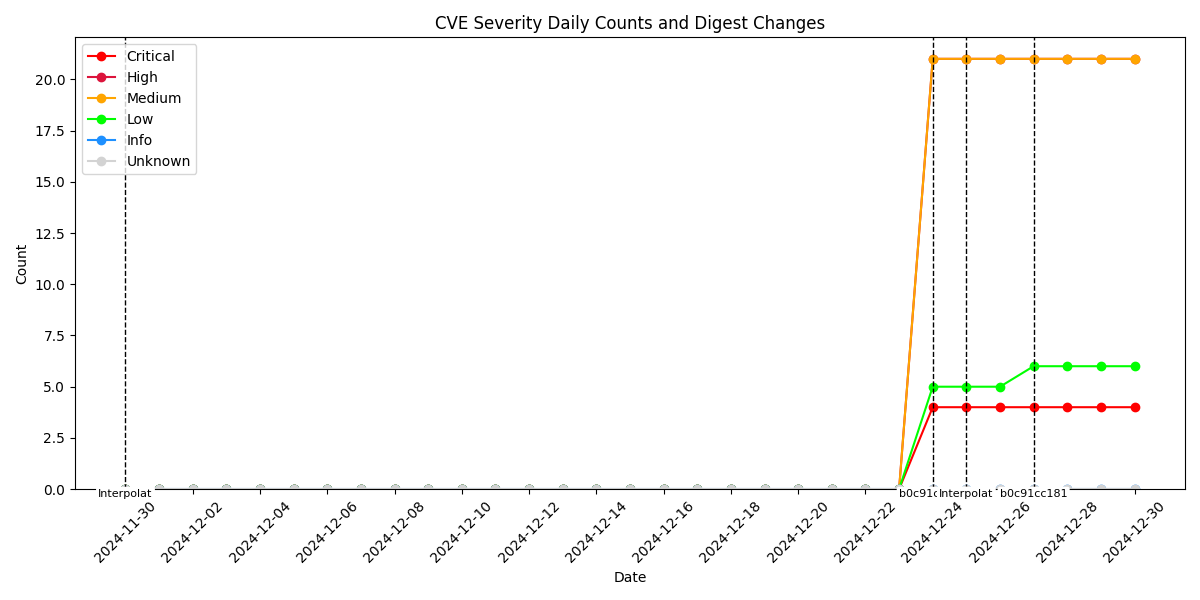 CVE Severity Daily Counts and Digest Changes
Critical
High
Medium
Low
Info
Unknown
Count
20.0
17.5
15.0
12.5
10.0
7.5
5.0
2.5
0.0
Interpolat
b0c91c
Interpolat
b0c91cc181
2024-11-30
2024-12-02
2024-12-04
2024-12-06
2024-12-08
2024-12-10
2024-12-12
2024-12-14
2024-12-16
2024-12-18
2024-12-20
2024-12-22
2024-12-24
2024-12-26
2024-12-28
2024-12-30
Date